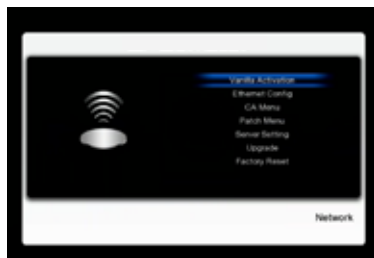 Vanilla Activation
Ethernet Config
CA Menu
Patch Menu
Server Setting
Upgrade
Factory Reset
Network